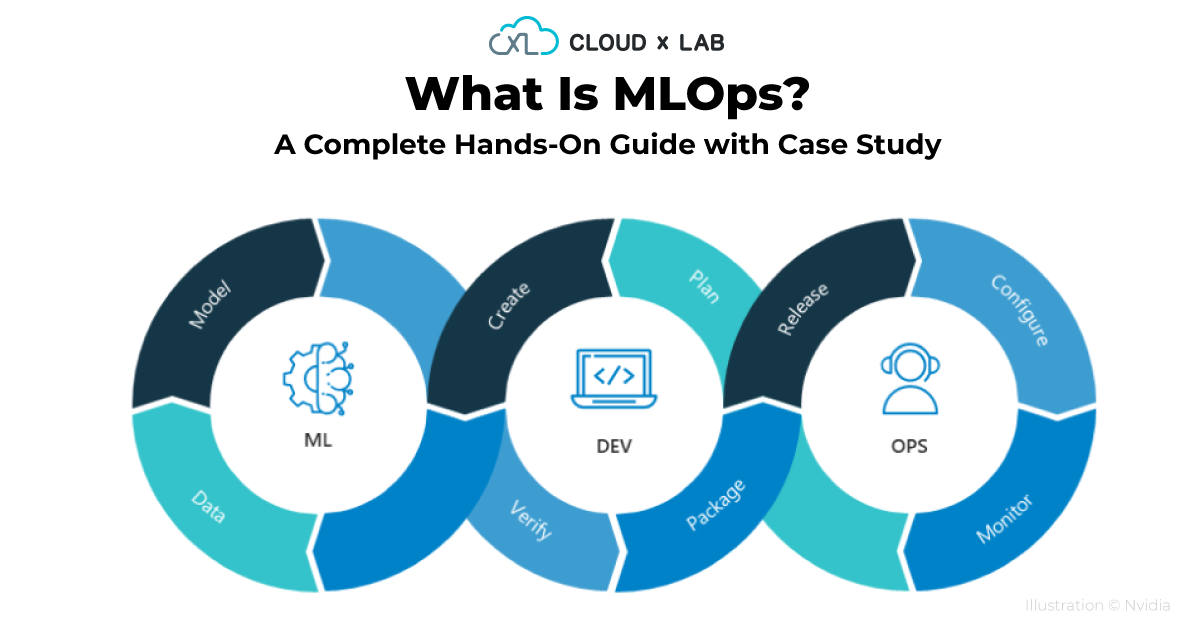 CXL CLOUD x LAB
What Is MLOps?
A Complete Hands-On Guide with Case Study
Model
Data
ML
Create
Plan
Verify
Package
DEV
Release
Configure
Monitor
OPS
Illustration © Nvidia